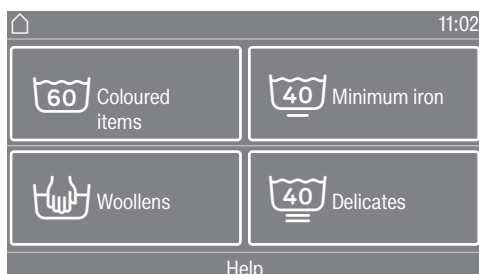 11:02
60 Coloured
items
40 Minimum iron
Woollens
40 Delicates
Help